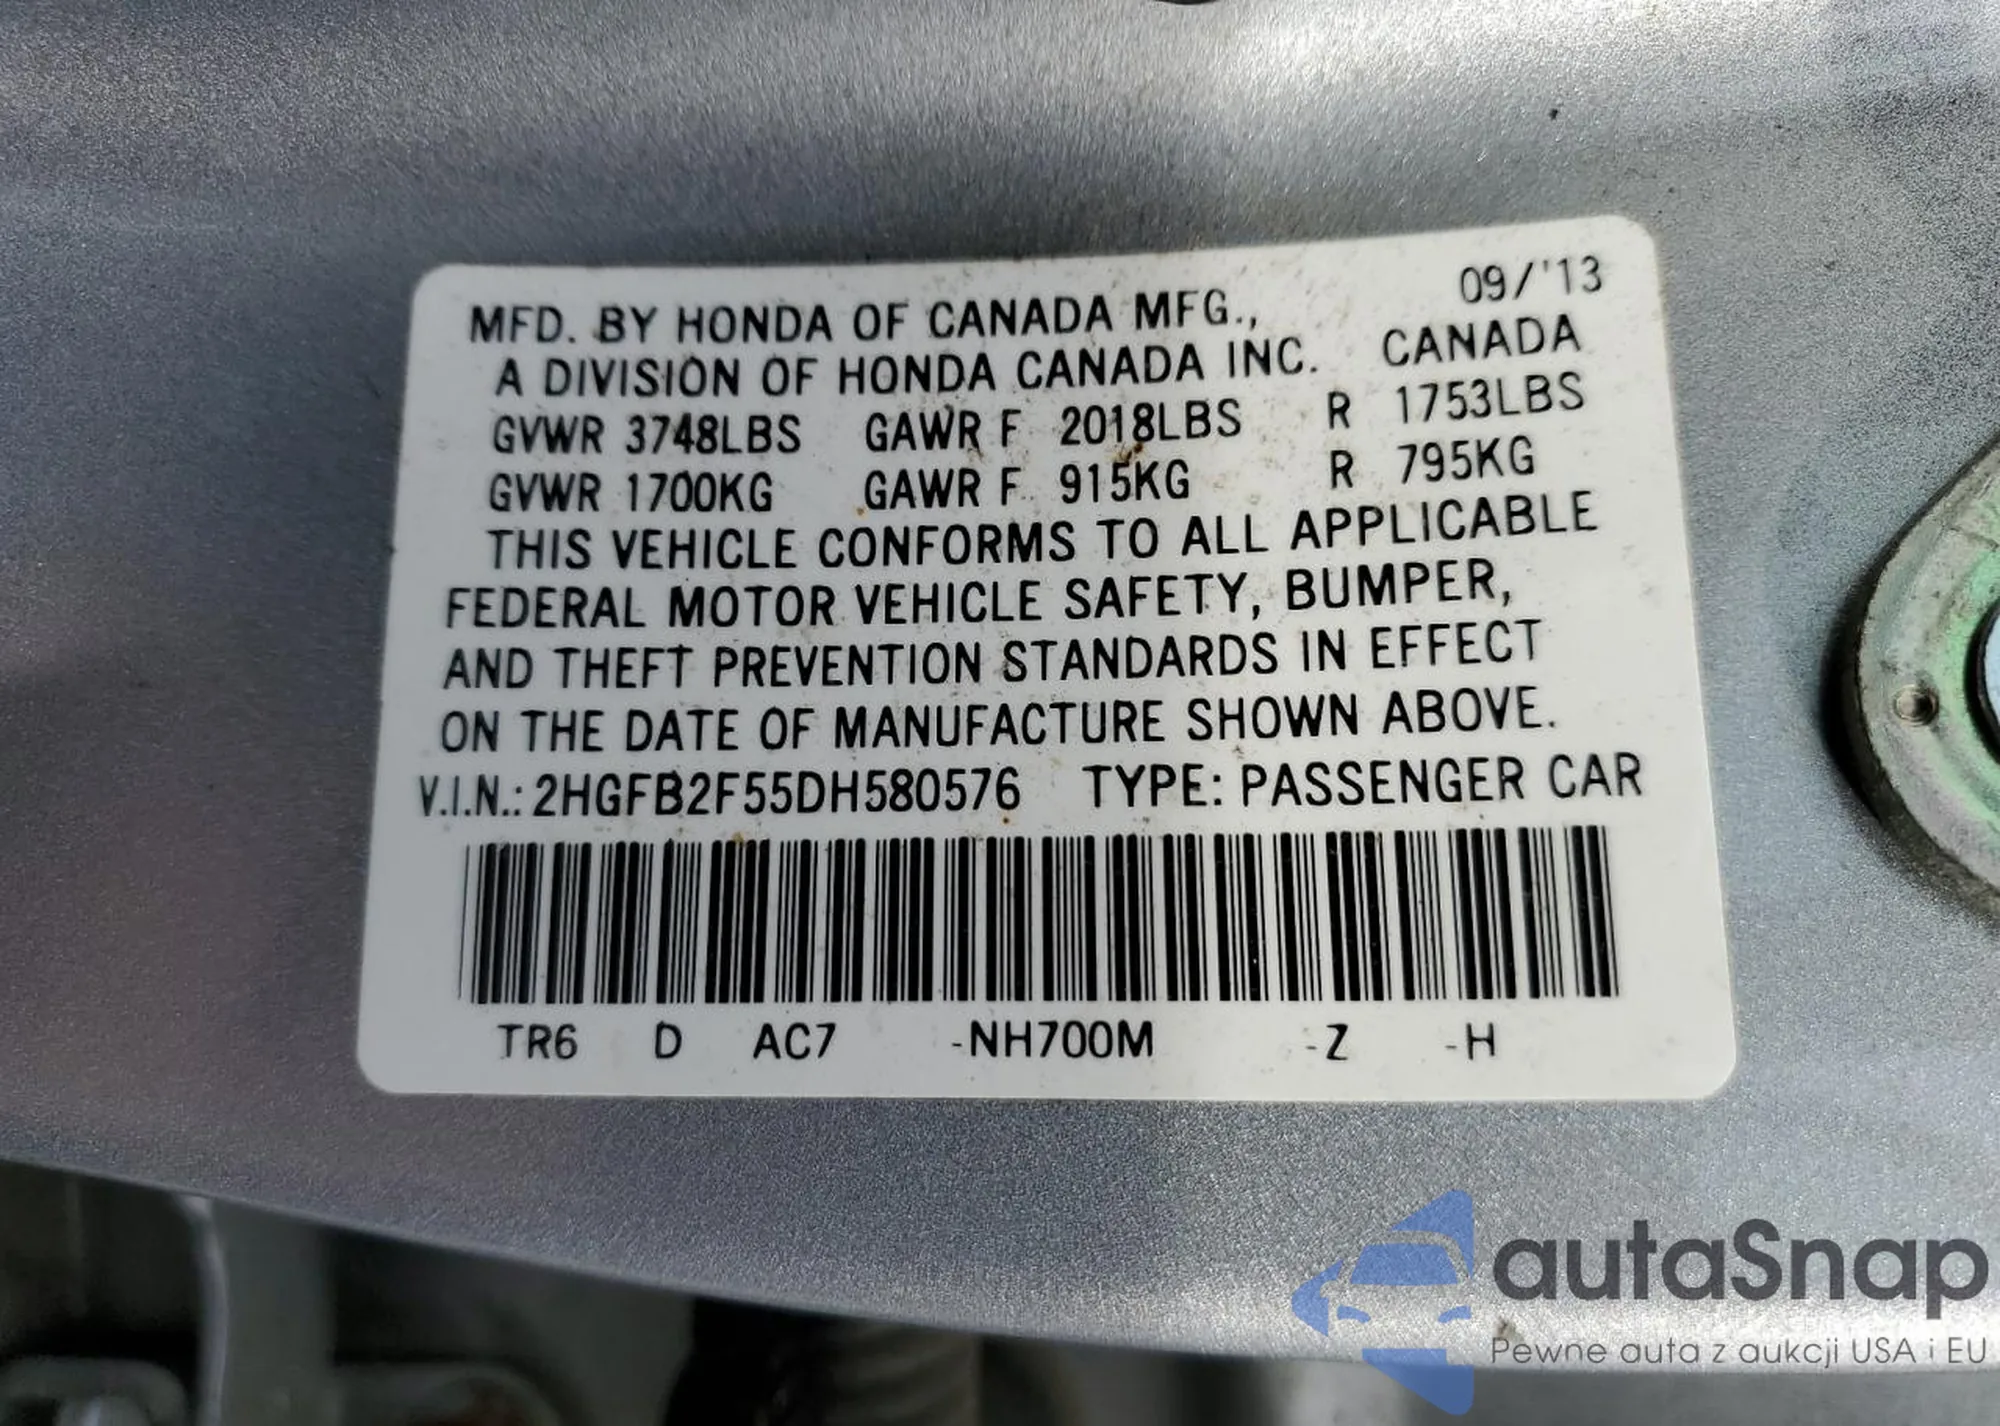 09/'13
MFD. BY HONDA OF CANADA MFG.,
A DIVISION OF HONDA CANADA INC. CANADA
GVWR 3748LBS GAWR F 2018LBS R 1753LBS
GVWR 1700KG GAWR F 915KG R 795KG
THIS VEHICLE CONFORMS TO ALL APPLICABLE
FEDERAL MOTOR VEHICLE SAFETY, BUMPER,
AND THEFT PREVENTION STANDARDS IN EFFECT
ON THE DATE OF MANUFACTURE SHOWN ABOVE.
V.I.N.: 2HGFB2F55DH580576 TYPE: PASSENGER CAR
TR6 D AC7 -NH700M -Z -H
autaSnap
Pewne auta z aukcji USA i EU